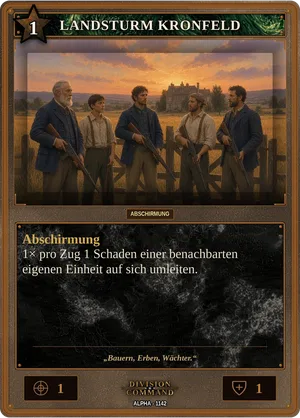 1
LANDSTURM KRONFELD
ABSCHIRMUNG
Abschirmung
1× pro Zug 1 Schaden einer benachbarten
eigenen Einheit auf sich umleiten.
„Bauern, Erben, Wächter.“
1
DIVISION
COMMAND
ALPHA · 1142
1